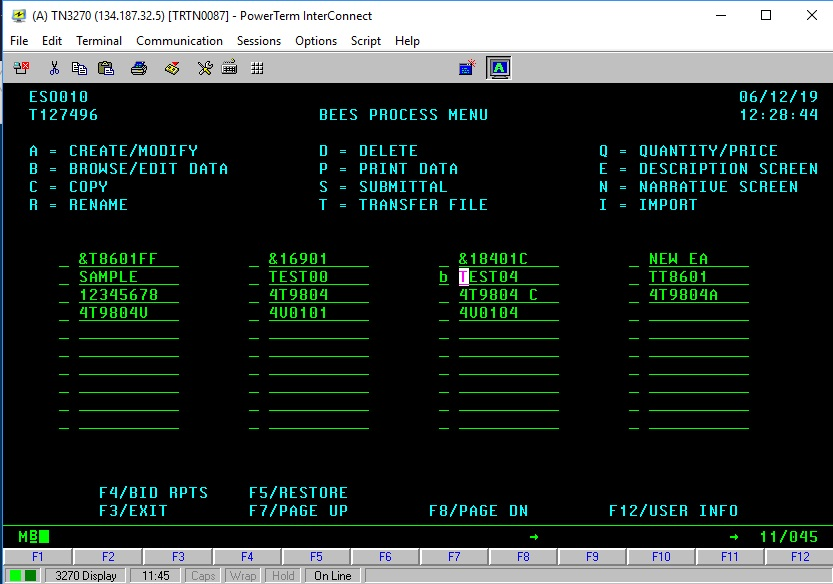 (A) TN3270 (134.187.32.5) [TRTN0087] - PowerTerm InterConnect
File Edit Terminal Communication Sessions Options Script Help
ESO010 06/12/19
T127496 BEES PROCESS MENU 12:28:44
A = CREATE/MODIFY D = DELETE Q = QUANTITY/PRICE
B = BROWSE/EDIT DATA P = PRINT DATA E = DESCRIPTION SCREEN
C = COPY S = SUBMITTAL N = NARRATIVE SCREEN
R = RENAME T = TRANSFER FILE I = IMPORT
_ &T8601FF _ &16901 _ &18401C _ NEW EA
_ SAMPLE _ TEST00 b TEST04 _ TT8601
_ 12345678 _ 4T9804 _ 4T9804 C _ 4T9804A
_ 4T9804V _ 4V0101 _ 4V0104 _
F4/BID RPTS F5/RESTORE
F3/EXIT F7/PAGE UP F8/PAGE DN F12/USER INFO
MB → → 11/045
F1 F2 F3 F4 F5 F6 F7 F8 F9 F10 F11 F12
3270 Display 11:45 Caps Wrap Hold On Line